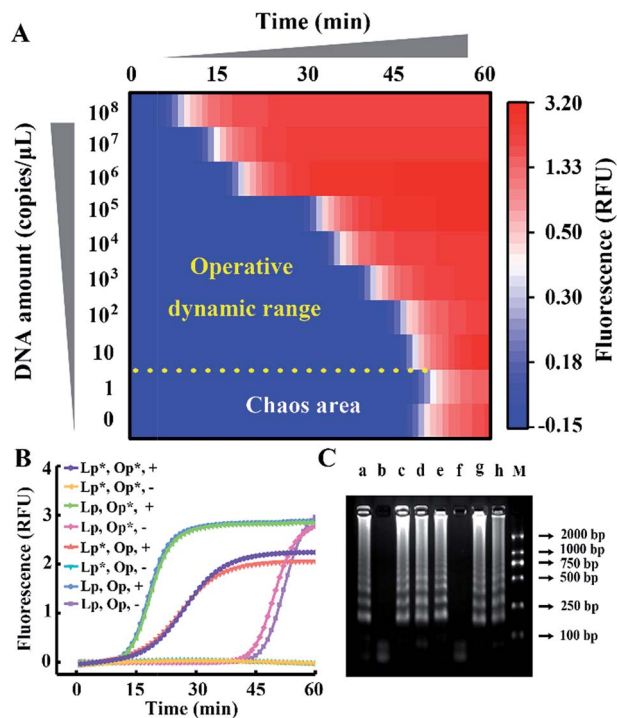 A
Time (min)
0 15 30 45 60
DNA amount (copies/μL)
10⁸
10⁷
10⁶
10⁵
10⁴
10³
10²
10
1
0
Operative
dynamic range
Chaos area
3.20
1.33
0.50
0.30
0.18
-0.15
Fluorescence (RFU)
B
Fluorescence (RFU)
4
3
2
1
0
Lp*, Op*, +
Lp*, Op*, -
Lp, Op*, +
Lp, Op*, -
Lp*, Op, +
Lp*, Op, -
Lp, Op, +
Lp, Op, -
0 15 30 45 60
Time (min)
C
a b c d e f g h M
2000 bp
1000 bp
750 bp
500 bp
250 bp
100 bp